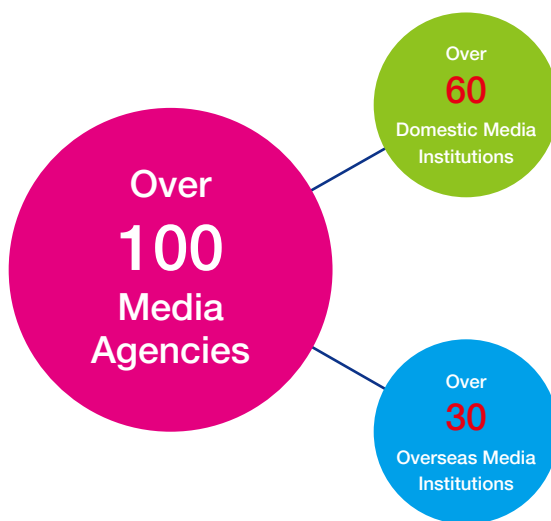 Over
100
Media
Agencies
Over
60
Domestic Media
Institutions
Over
30
Overseas Media
Institutions